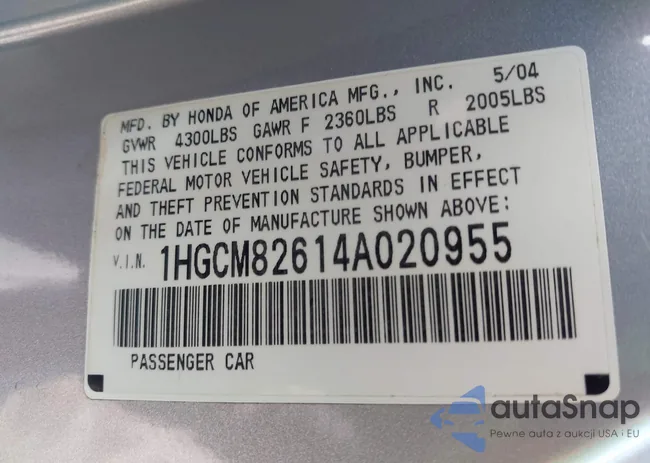 MFD. BY HONDA OF AMERICA MFG., INC. 5/04
GVWR 4300LBS GAWR F 2360LBS R 2005LBS
THIS VEHICLE CONFORMS TO ALL APPLICABLE
FEDERAL MOTOR VEHICLE SAFETY, BUMPER,
AND THEFT PREVENTION STANDARDS IN EFFECT
ON THE DATE OF MANUFACTURE SHOWN ABOVE:
V.I.N. 1HGCM82614A020955
PASSENGER CAR
autaSnap
Pewne auta z aukcji USA · EU